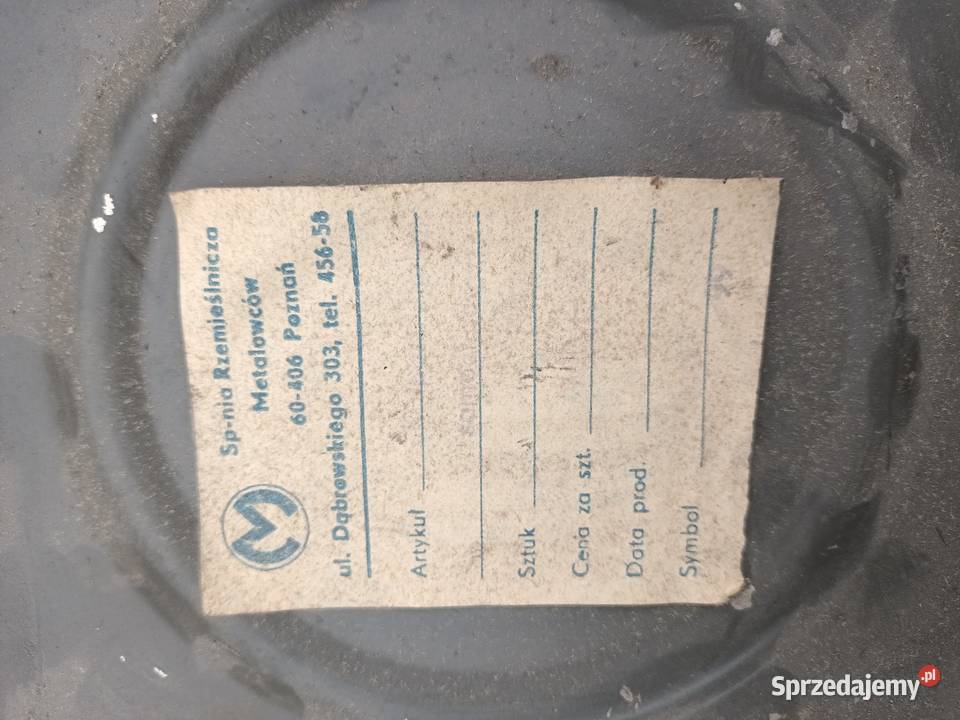 Sp-nia Rzemieślnicza
Metalowców
60-406 Poznań
ul. Dąbrowskiego 303, tel. 456-58
Artykuł
Sztuk
Cena za szt.
Data prod.
Symbol
Sprzedajemy.pl